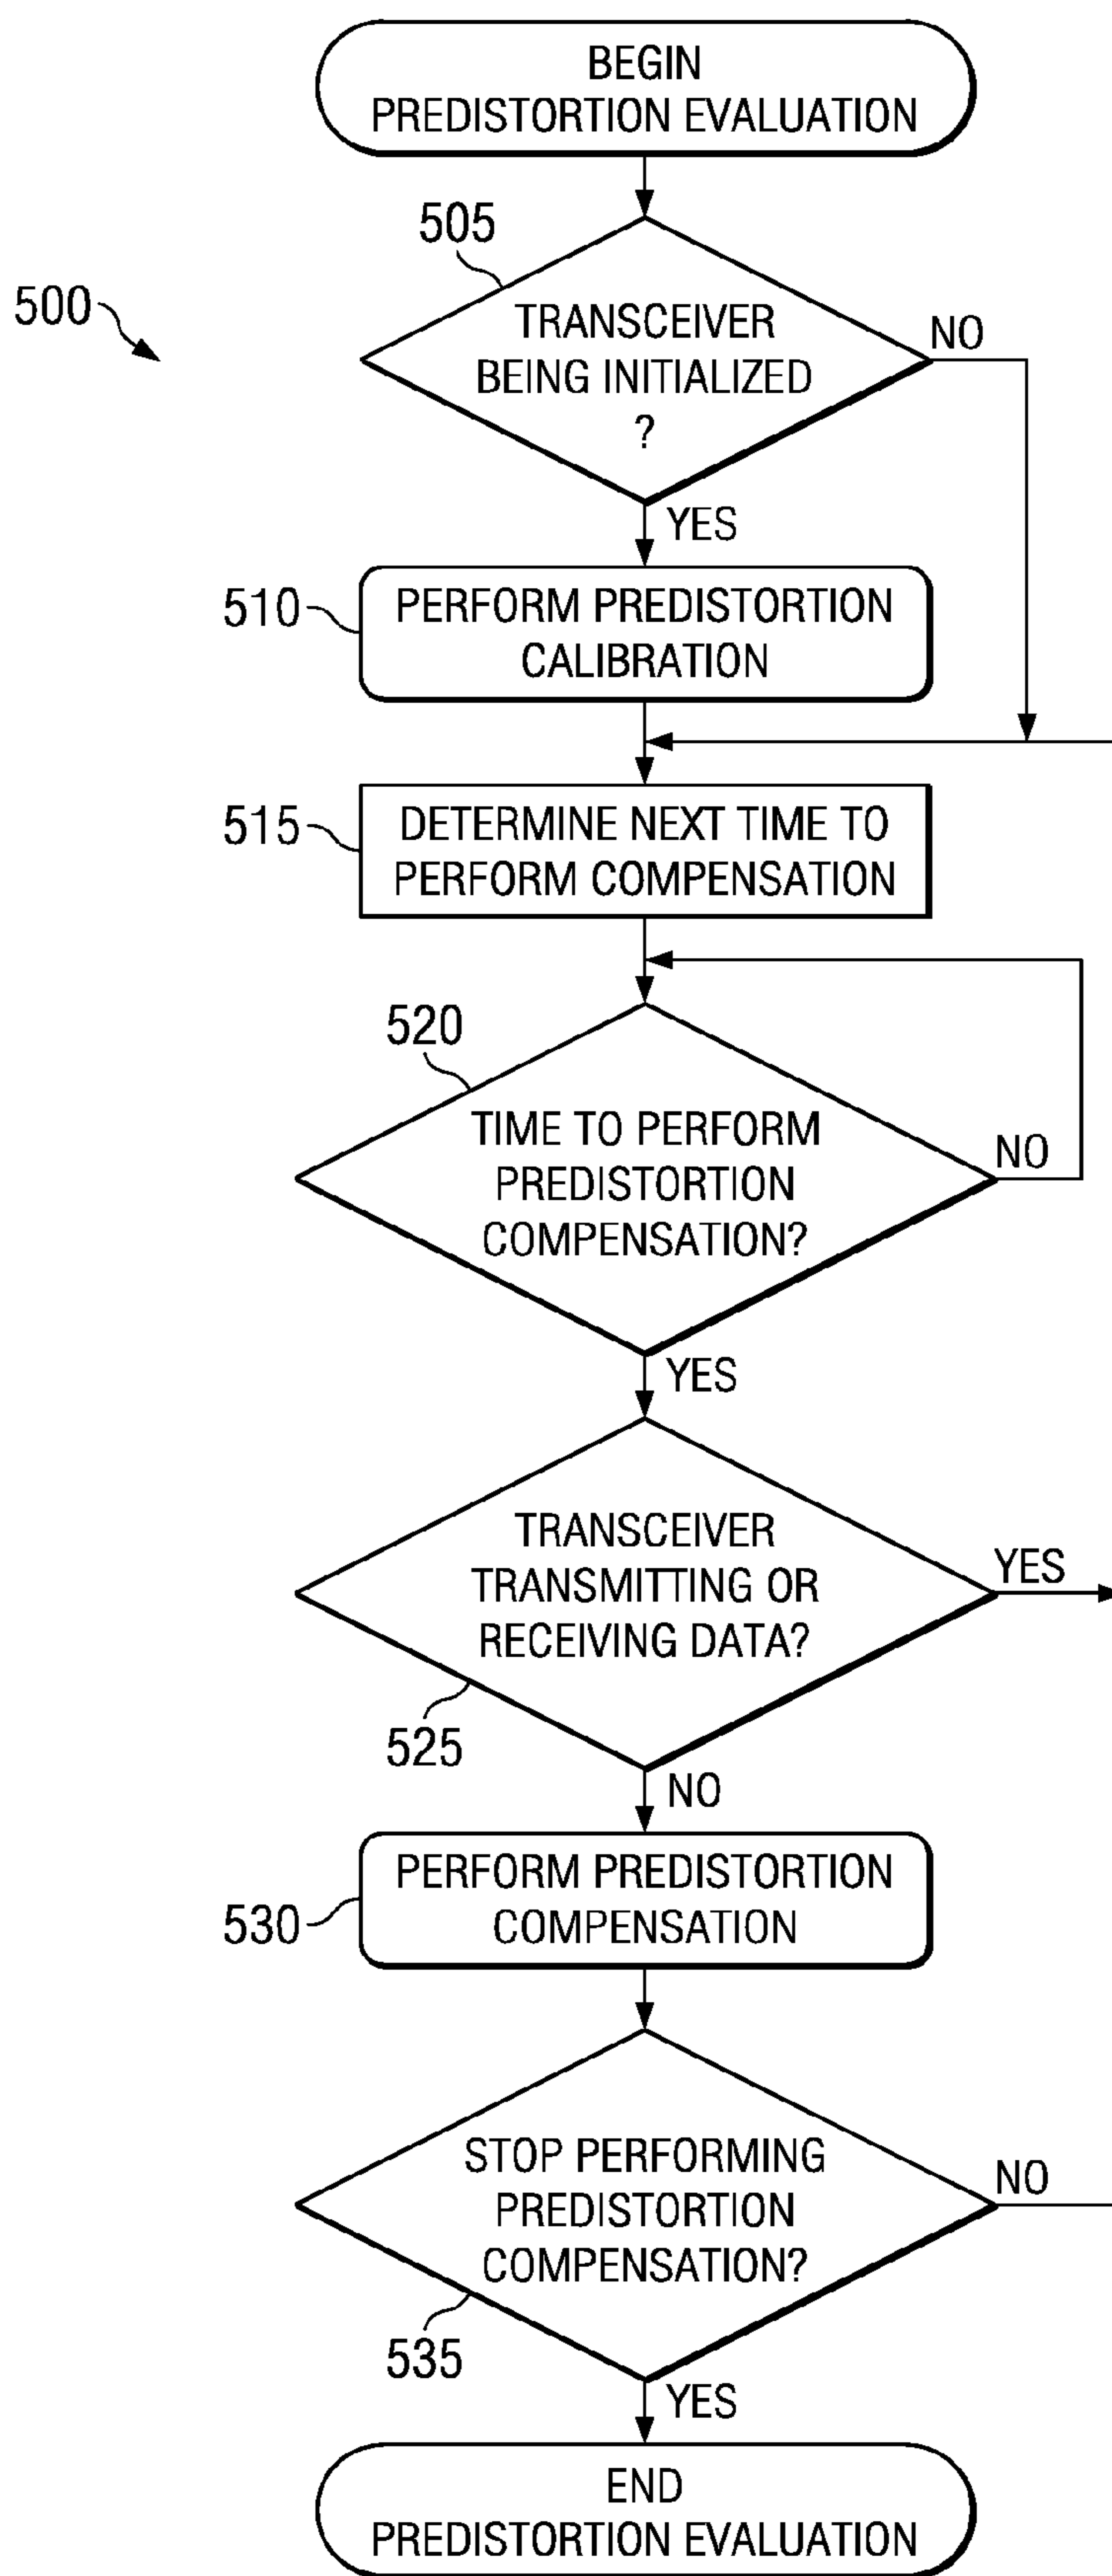 BEGIN
PREDISTORTION EVALUATION
505
500
TRANSCEIVER
BEING INITIALIZED
?
NO
YES
510
PERFORM PREDISTORTION
CALIBRATION
515
DETERMINE NEXT TIME TO
PERFORM COMPENSATION
520
TIME TO PERFORM
PREDISTORTION
COMPENSATION?
NO
YES
TRANSCEIVER
TRANSMITTING OR
RECEIVING DATA?
YES
525
NO
530
PERFORM PREDISTORTION
COMPENSATION
STOP PERFORMING
PREDISTORTION
COMPENSATION?
NO
535
YES
END
PREDISTORTION EVALUATION